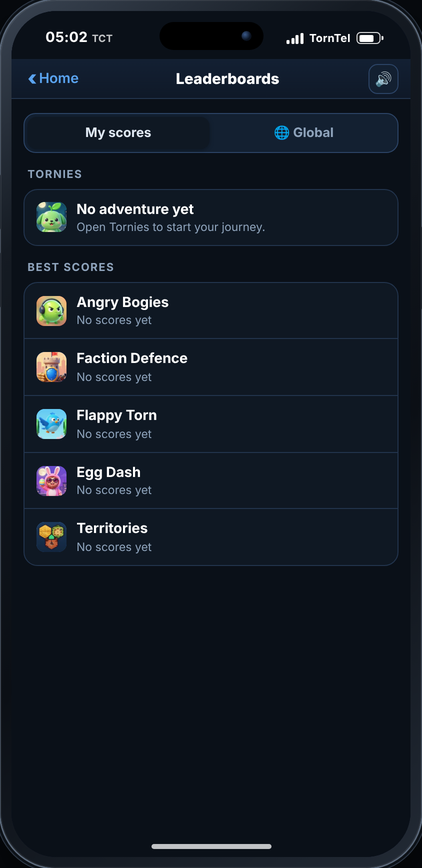 05:02 TCT
TornTel
Home
Leaderboards
My scores
Global
TORNIES
No adventure yet
Open Tornies to start your journey.
BEST SCORES
Angry Bogies
No scores yet
Faction Defence
No scores yet
Flappy Torn
No scores yet
Egg Dash
No scores yet
Territories
No scores yet